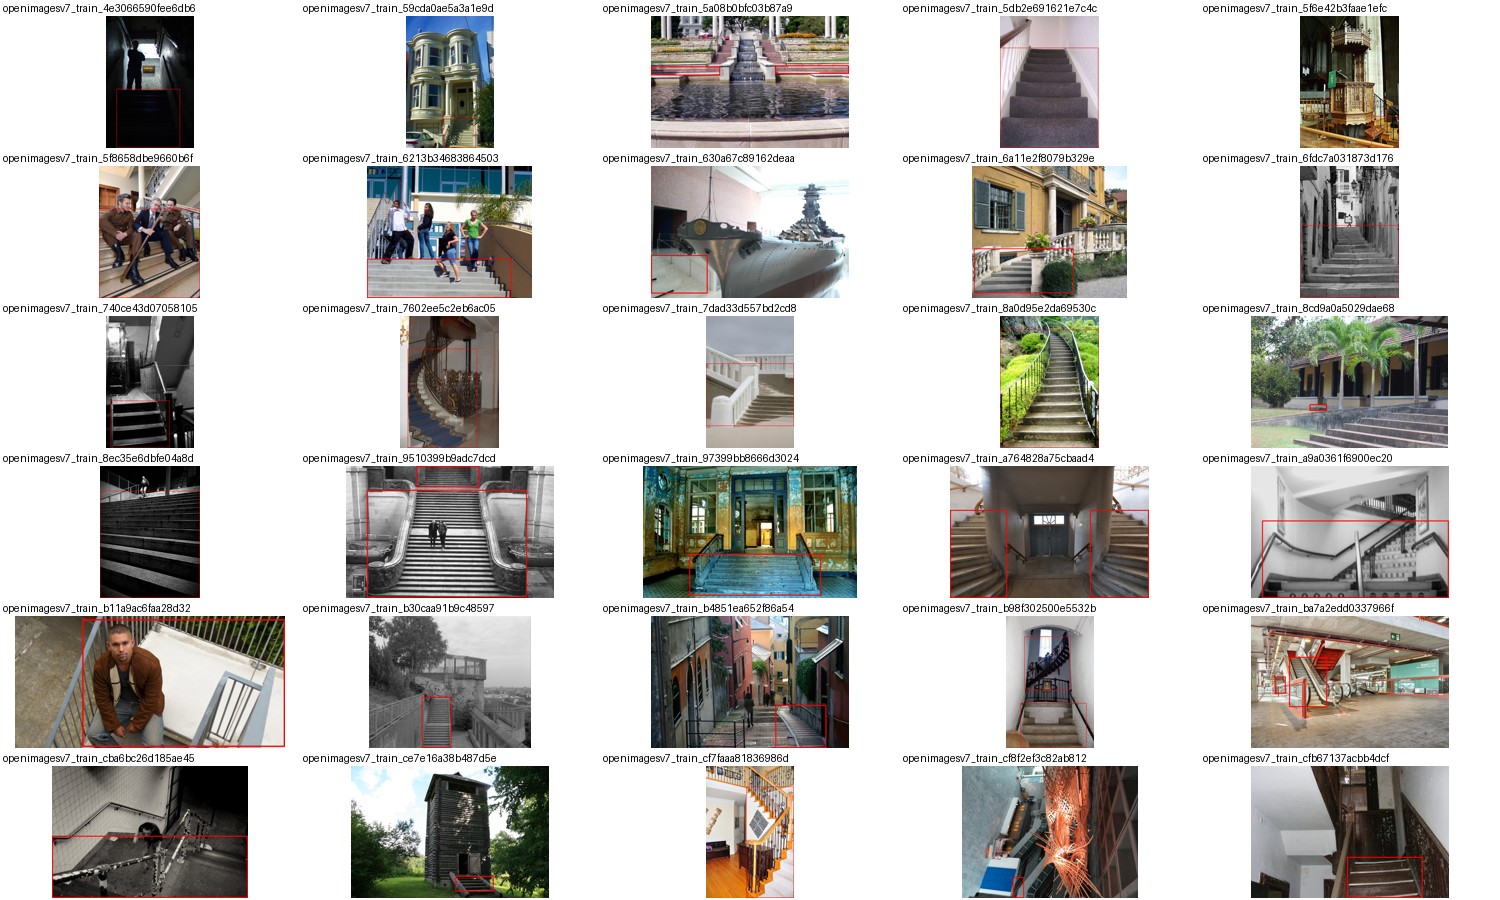 openimagesv7_train_4e3066590fee6db6
openimagesv7_train_59cda0ae5a3a1e9d
openimagesv7_train_5a08b0bfc03b87a9
openimagesv7_train_5db2e691621e7c4c
openimagesv7_train_5f6e42b3faae1efc
openimagesv7_train_5f8658dbe9660b6f
openimagesv7_train_6213b34683864503
openimagesv7_train_630a67c89162deaa
openimagesv7_train_6a11e2f8079b329e
openimagesv7_train_6fdc7a031873d176
openimagesv7_train_740ce43d07058105
openimagesv7_train_7602ee5c2eb6ac05
openimagesv7_train_7dad33d557bd2cd8
openimagesv7_train_8a0d95e2da69530c
openimagesv7_train_8cd9a0a5029dae68
openimagesv7_train_8ec35e6dbfe04a8d
openimagesv7_train_9510399b9adc7dcd
openimagesv7_train_97399bb8666d3024
openimagesv7_train_a764828a75cbaad4
openimagesv7_train_a9a0361f6900ec20
openimagesv7_train_b11a9ac6faa28d32
openimagesv7_train_b30caa91b9c48597
openimagesv7_train_b4851ea652f86a54
openimagesv7_train_b98f302500e5532b
openimagesv7_train_ba7a2edd0337966f
openimagesv7_train_cba6bc26d185ae45
openimagesv7_train_ce7e16a38b487d5e
openimagesv7_train_cf7faaa81836986d
openimagesv7_train_cf8f2ef3c82ab812
openimagesv7_train_cfb67137acbb4dcf